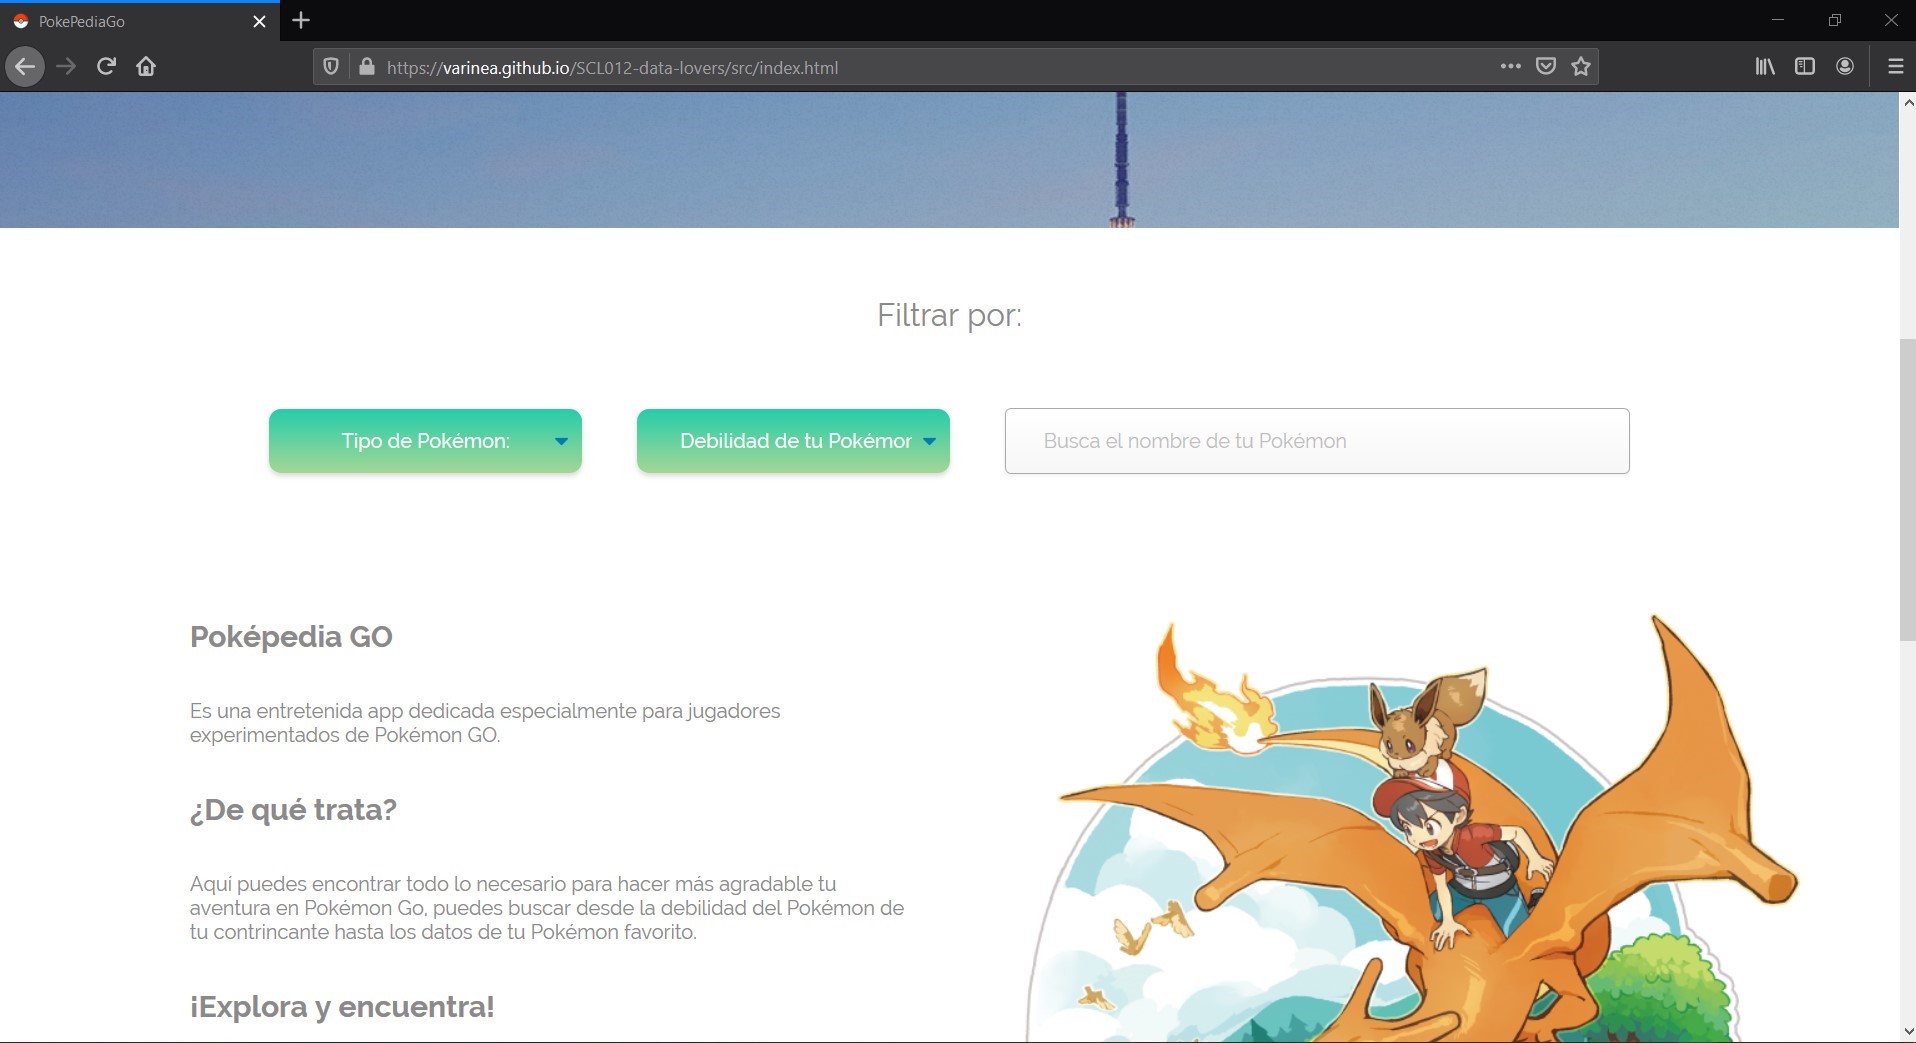 PokePediaGo
https://varinea.github.io/SCL012-data-lovers/src/index.html
Filtrar por:
Tipo de Pokémon:
Debilidad de tu Pokémor
Busca el nombre de tu Pokémon
Poképedia GO
Es una entretenida app dedicada especialmente para jugadores
experimentados de Pokémon GO.
¿De qué trata?
Aquí puedes encontrar todo lo necesario para hacer más agradable tu
aventura en Pokémon Go, puedes buscar desde la debilidad del Pokémon de
tu contrincante hasta los datos de tu Pokémon favorito.
¡Explora y encuentra!